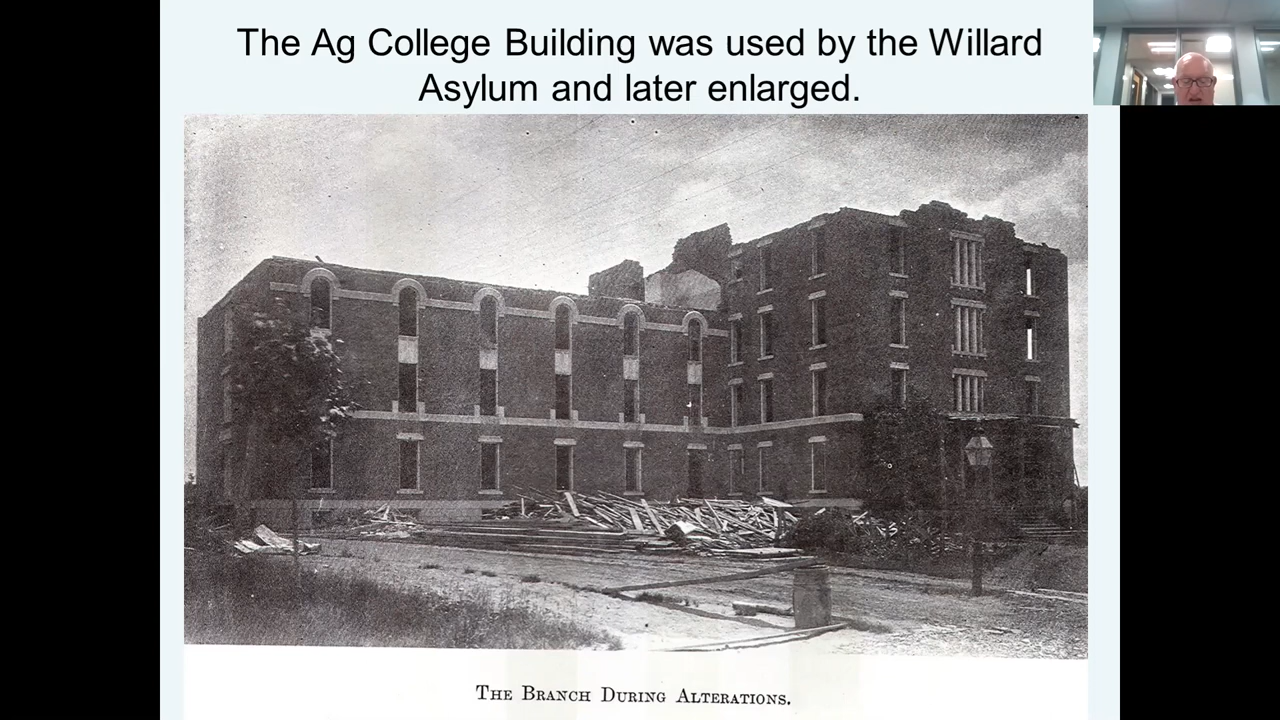 The Ag College Building was used by the Willard
Asylum and later enlarged.
The Branch During Alterations.